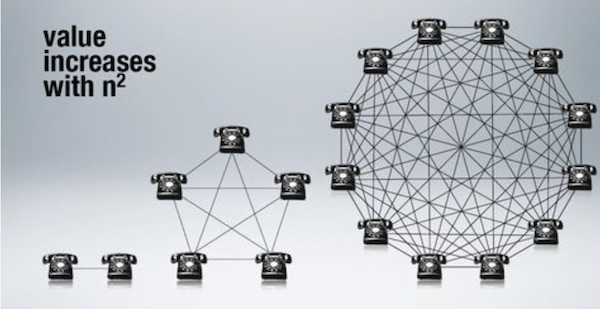 value
increases
with n²